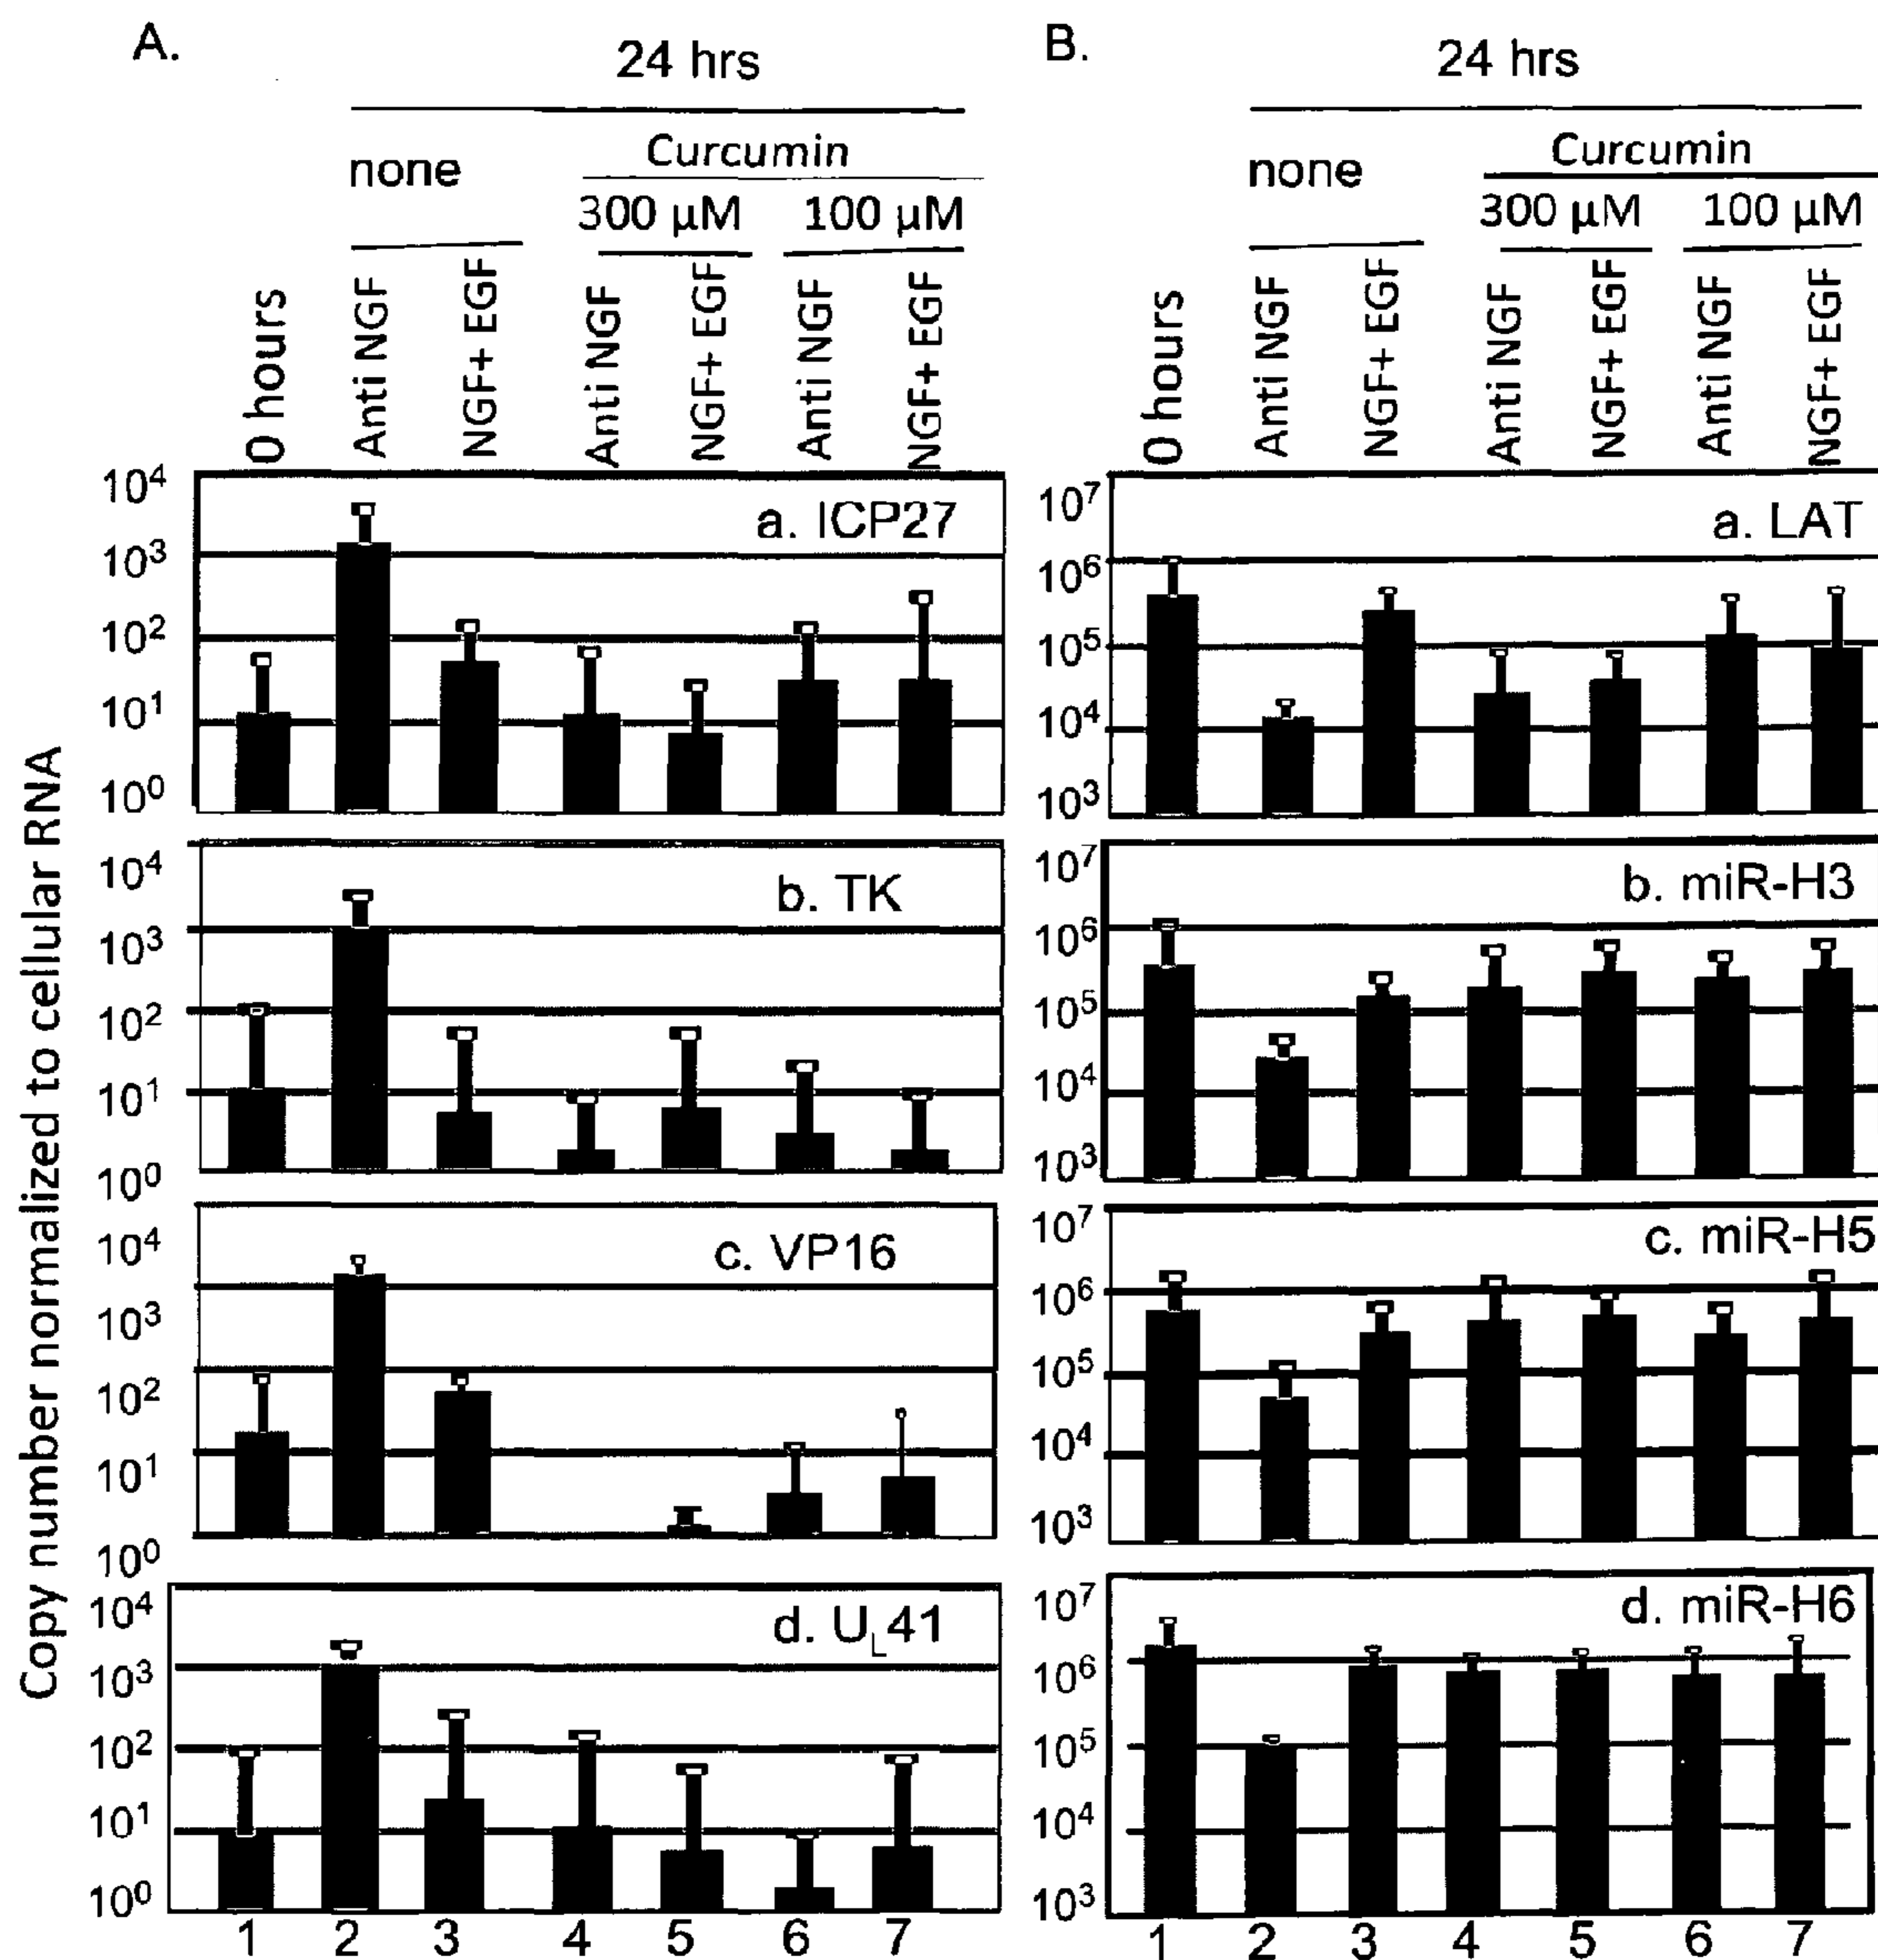 A.
24 hrs
none
Curcumin
300 µM
100 µM
0 hours
Anti NGF
NGF+ EGF
Anti NGF
NGF+ EGF
Anti NGF
NGF+ EGF
Copy number normalized to cellular RNA
a. ICP27
10⁴
10³
10²
10¹
10⁰
b. TK
10⁴
10³
10²
10¹
10⁰
c. VP16
10⁴
10³
10²
10¹
10⁰
d. U_L41
10⁴
10³
10²
10¹
10⁰
1 2 3 4 5 6 7
B.
24 hrs
none
Curcumin
300 µM
100 µM
0 hours
Anti NGF
NGF+ EGF
Anti NGF
NGF+ EGF
Anti NGF
NGF+ EGF
a. LAT
10⁷
10⁶
10⁵
10⁴
10³
b. miR-H3
10⁷
10⁶
10⁵
10⁴
10³
c. miR-H5
10⁷
10⁶
10⁵
10⁴
10³
d. miR-H6
10⁷
10⁶
10⁵
10⁴
10³
1 2 3 4 5 6 7